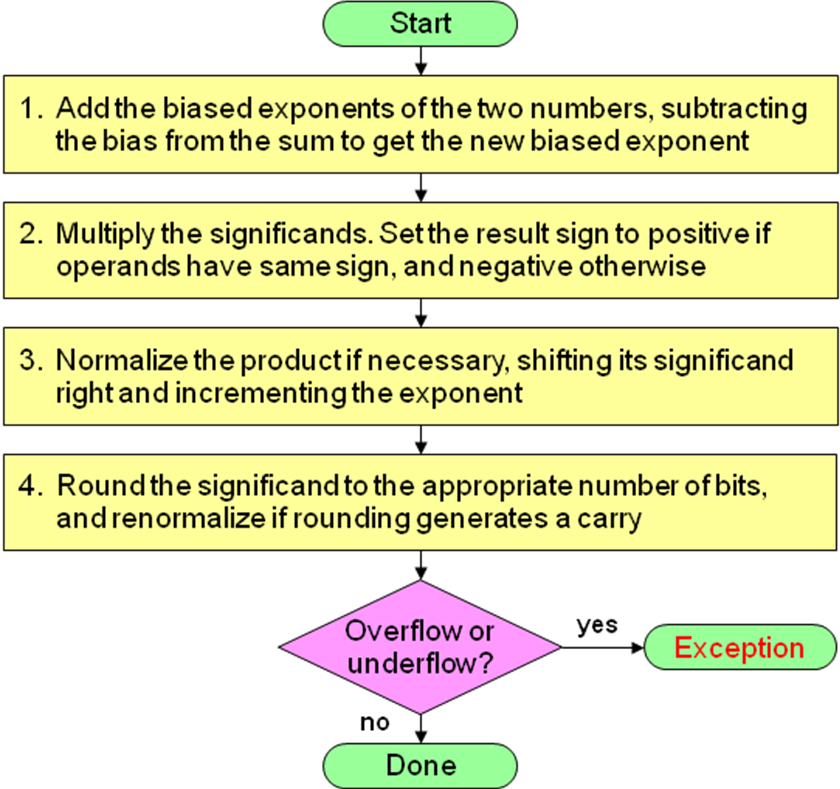 Start
1. Add the biased exponents of the two numbers, subtracting
the bias from the sum to get the new biased exponent
2. Multiply the significands. Set the result sign to positive if
operands have same sign, and negative otherwise
3. Normalize the product if necessary, shifting its significand
right and incrementing the exponent
4. Round the significand to the appropriate number of bits,
and renormalize if rounding generates a carry
Overflow or
underflow?
yes
Exception
no
Done